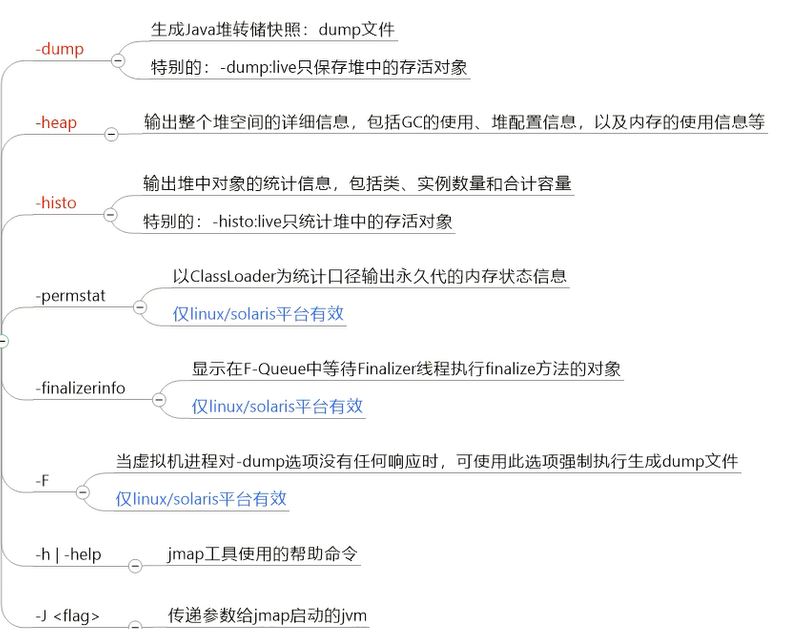 -dump
生成Java堆转储快照：dump文件
特别的：-dump:live只保存堆中的存活对象
-heap
输出整个堆空间的详细信息，包括GC的使用、堆配置信息，以及内存的使用信息等
-histo
输出堆中对象的统计信息，包括类、实例数量和合计容量
特别的：-histo:live只统计堆中的存活对象
-permstat
以ClassLoader为统计口径输出永久代的内存状态信息
仅linux/solaris平台有效
-finalizerinfo
显示在F-Queue中等待Finalizer线程执行finalize方法的对象
仅linux/solaris平台有效
-F
当虚拟机进程对-dump选项没有任何响应时，可使用此选项强制执行生成dump文件
仅linux/solaris平台有效
-h | -help
jmap工具使用的帮助命令
-J <flag>
传递参数给jmap启动的jvm